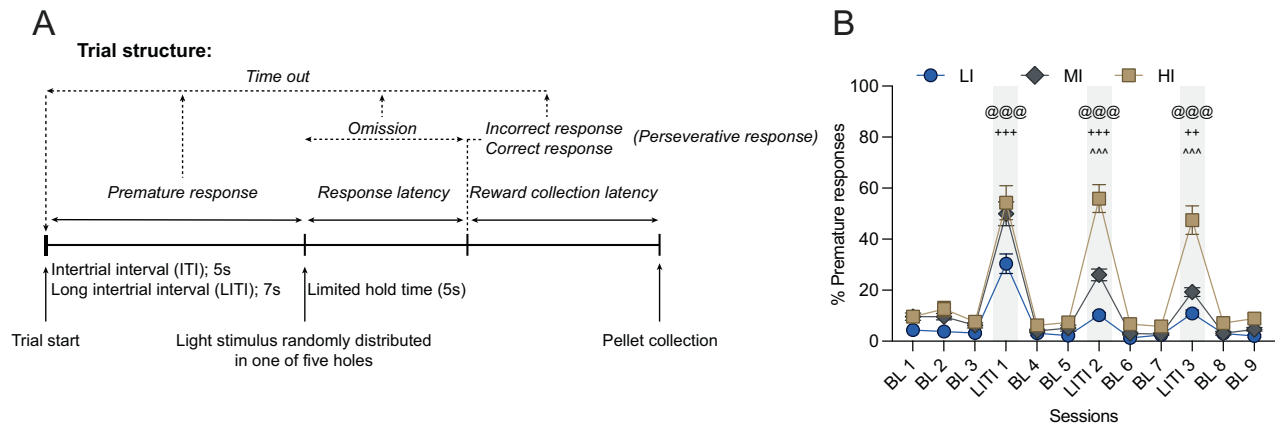 A
Trial structure:
Time out
Omission
Incorrect response
Correct response
(Perseverative response)
Premature response
Response latency
Reward collection latency
Intertrial interval (ITI); 5s
Long intertrial interval (LITI); 7s
Limited hold time (5s)
Trial start
Light stimulus randomly distributed
in one of five holes
Pellet collection
B
LI MI HI
% Premature responses
100
80
60
40
20
0
@@@ @@@ @@@
+++ +++ ++
^^^ ^^^
BL 1
BL 2
BL 3
LITI 1
BL 4
BL 5
LITI 2
BL 6
BL 7
LITI 3
BL 8
BL 9
Sessions